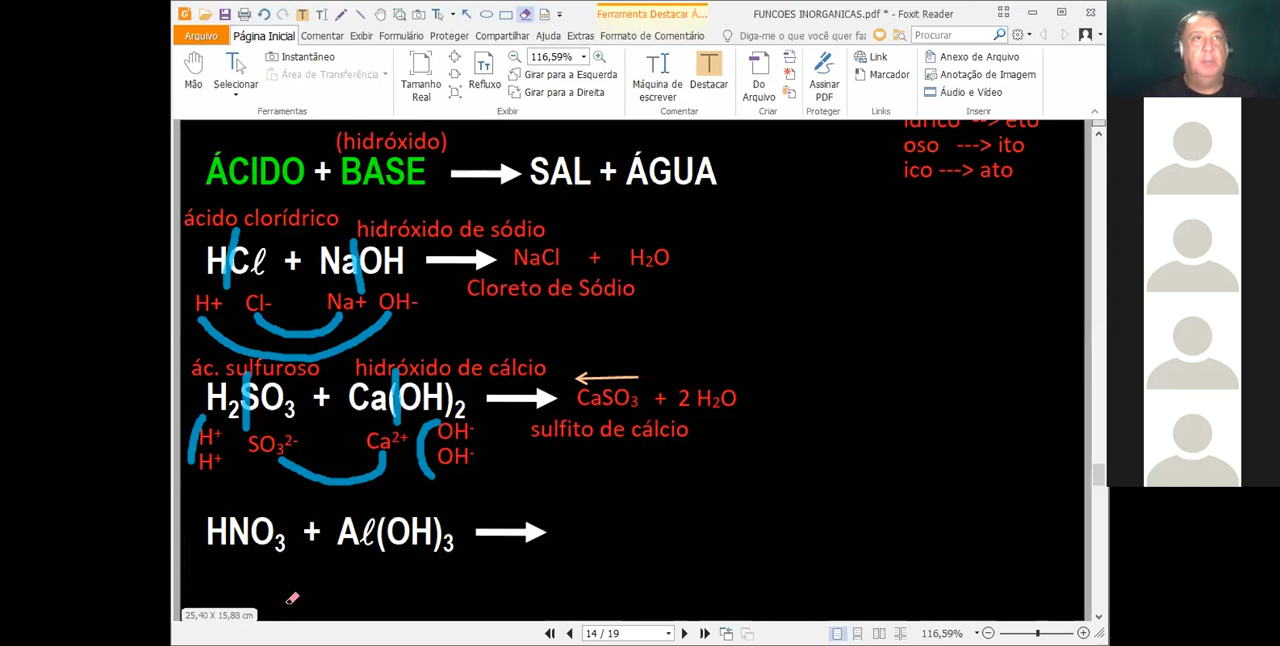 Ferramenta Destacar Á...
FUNCOES INORGANICAS.pdf * - Foxit Reader
Arquivo Página Inicial Comentar Exibir Formulário Proteger Compartilhar Ajuda Extras Formato de Comentário Diga-me o que você quer faz Procurar
Mão
Selecionar
Instantâneo
Área de Transferência
Ferramentas
Tamanho Real
Refluxo
116,59%
Girar para a Esquerda
Girar para a Direita
Exibir
Máquina de escrever
Destacar
Comentar
Do Arquivo
Criar
Assinar PDF
Proteger
Link
Marcador
Links
Anexo de Arquivo
Anotação de Imagem
Áudio e Vídeo
Inserir
ídrico --> eto
oso ---> ito
ico ---> ato
(hidróxido)
ÁCIDO + BASE SAL + ÁGUA
ácido clorídrico hidróxido de sódio
HCℓ + NaOH NaCl + H₂O
Cloreto de Sódio
H+ Cl- Na+ OH-
ác. sulfuroso hidróxido de cálcio
H₂SO₃ + Ca(OH)₂ CaSO₃ + 2 H₂O
sulfito de cálcio
H⁺ SO₃²⁻ Ca²⁺ OH⁻
H⁺ OH⁻
HNO₃ + Aℓ(OH)₃
25,40 X 15,88 cm
14 / 19 116,59%